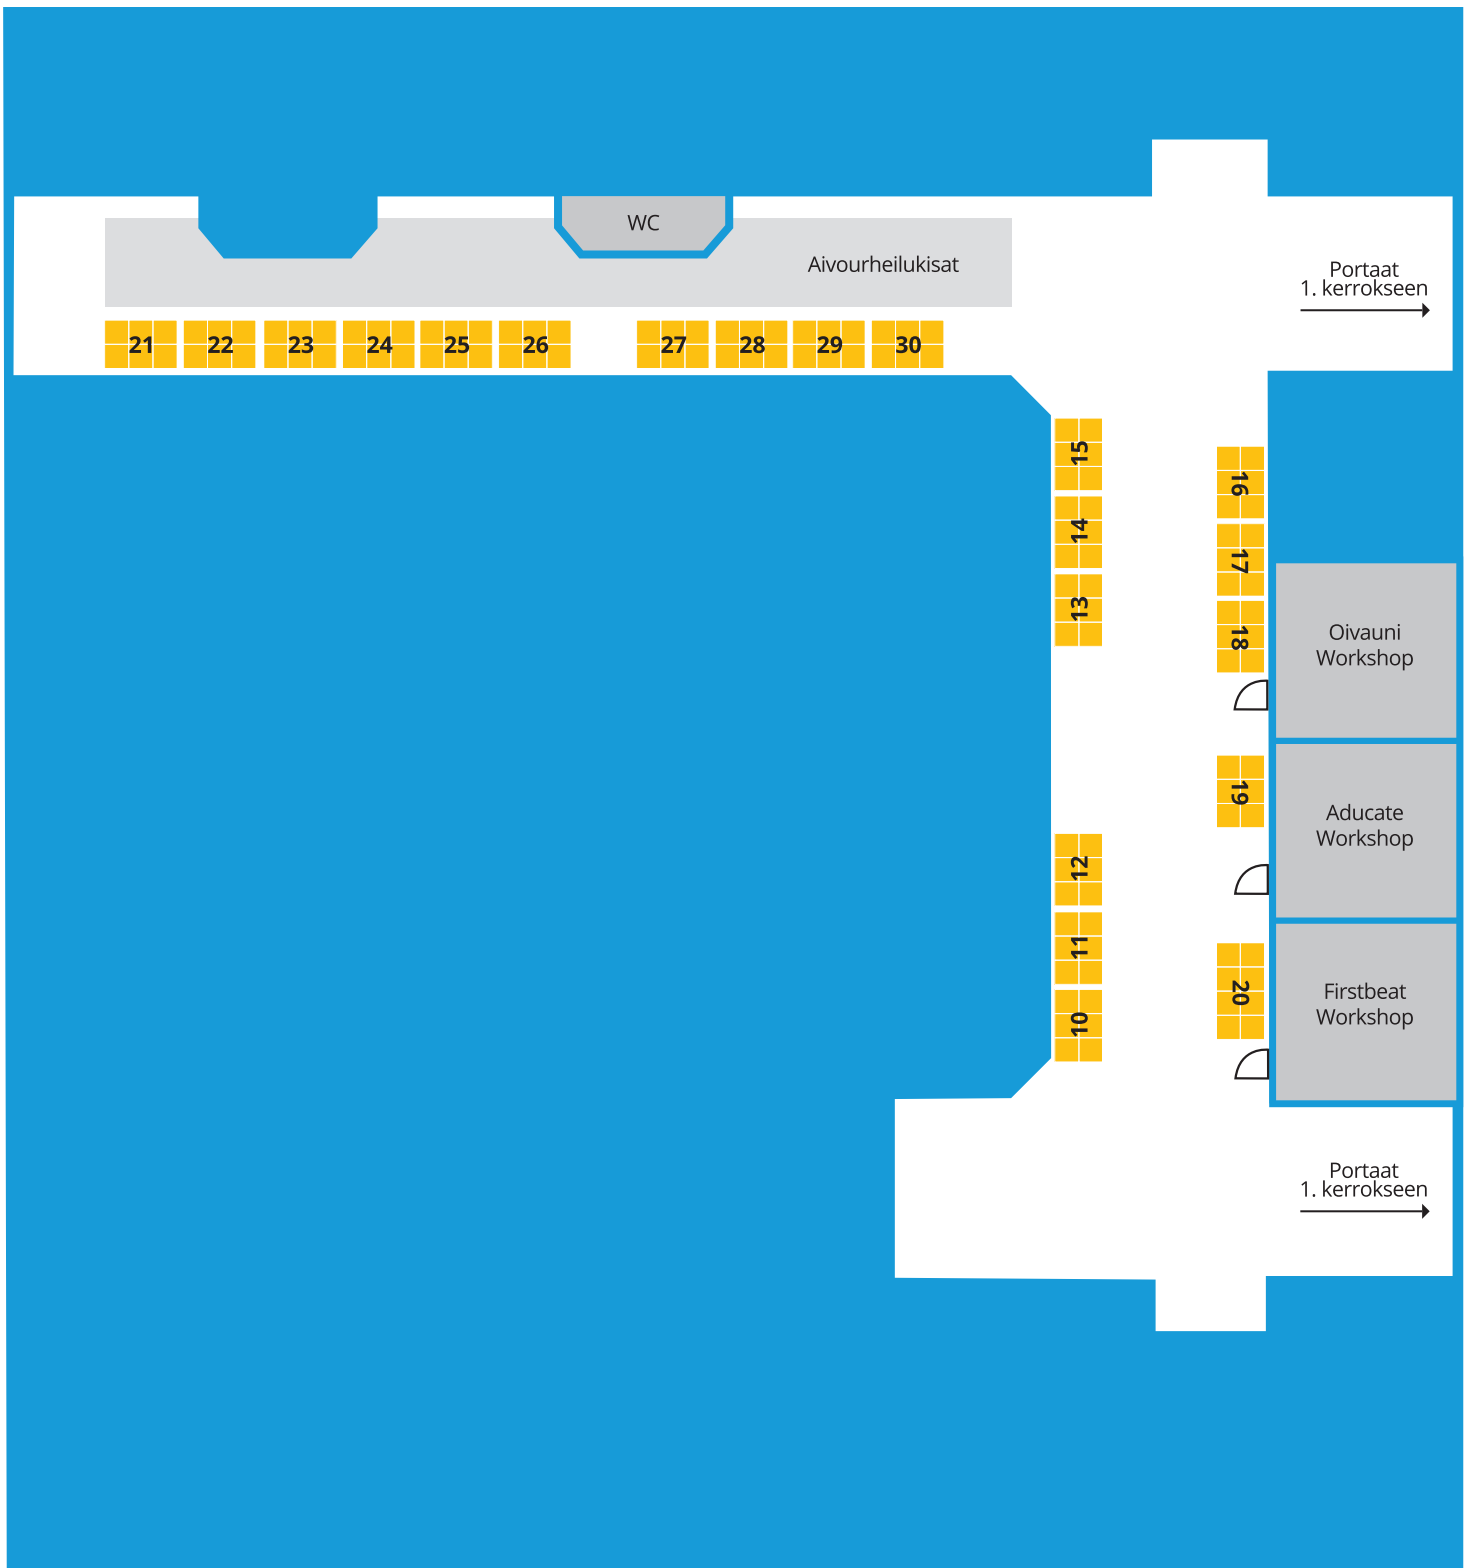 WC
Aivourheilukisat
Portaat
1. kerrokseen
21
22
23
24
25
26
27
28
29
30
15
14
13
16
17
18
Oivauni
Workshop
19
Aducate
Workshop
12
11
10
20
Firstbeat
Workshop
Portaat
1. kerrokseen